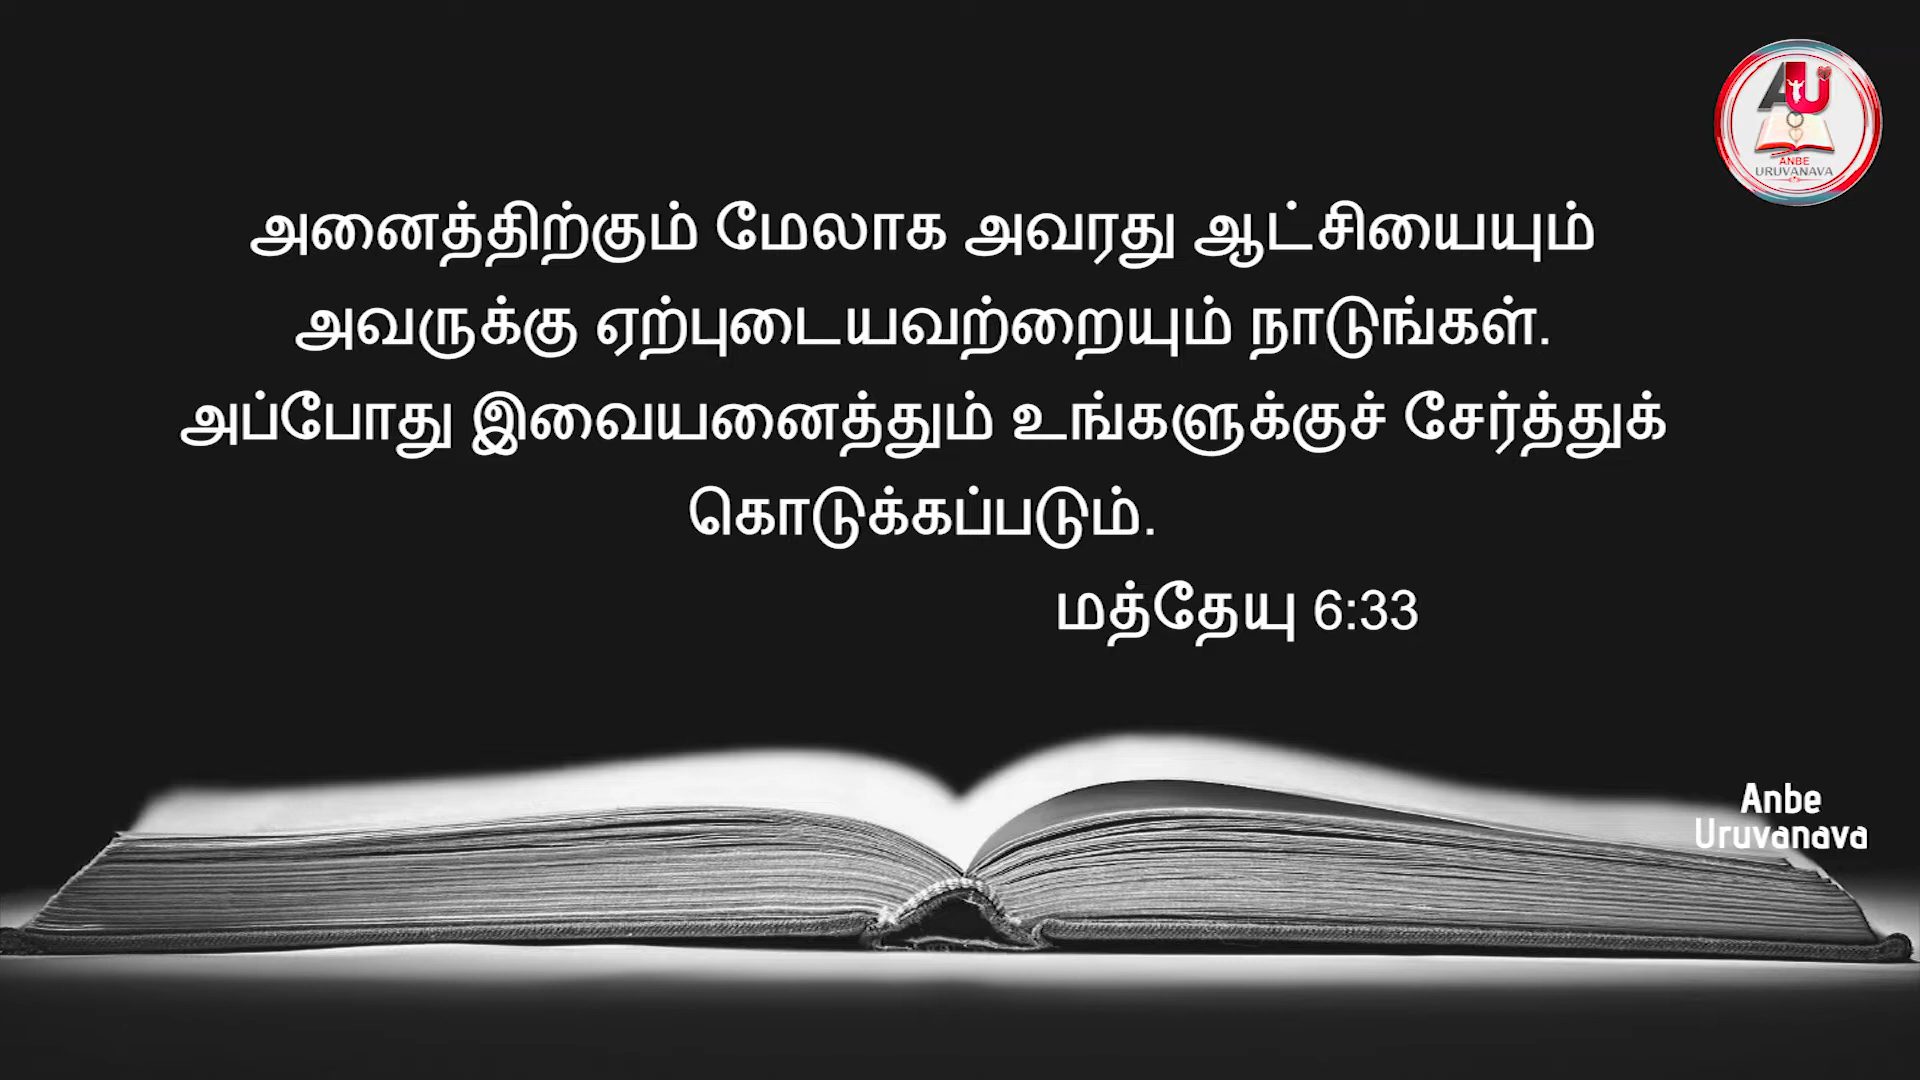 AU
ANBE
URUVANAVA
அனைத்திற்கும் மேலாக அவரது ஆட்சியையும்
அவருக்கு ஏற்புடையவற்றையும் நாடுங்கள்.
அப்போது இவையனைத்தும் உங்களுக்குச் சேர்த்துக்
கொடுக்கப்படும்.
மத்தேயு 6:33
Anbe
Uruvanava